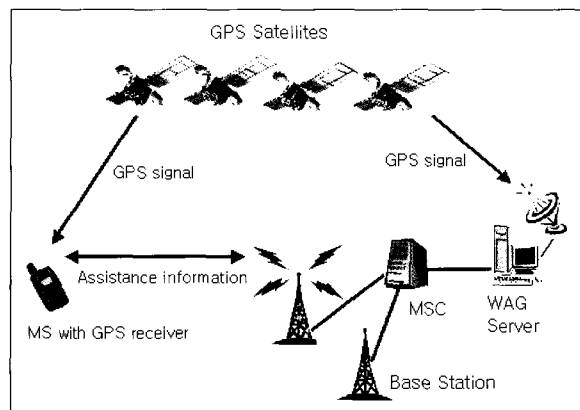 GPS Satellites
GPS signal
GPS signal
Assistance information
MS with GPS receiver
MSC
WAG
Server
Base Station